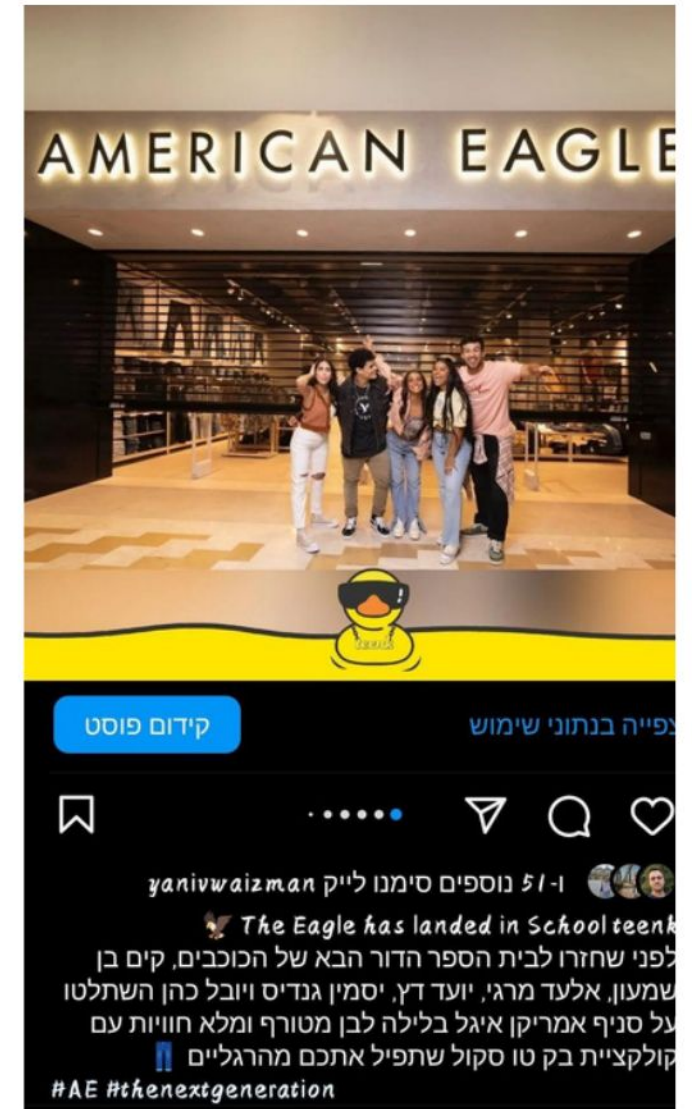 AMERICAN EAGLE
teenk
קידום פוסט
צפייה בנתוני שימוש
yanivwaizman ו-51 נוספים סימנו לייק
The Eagle has landed in School teenk 🦅
לפני שחזרו לבית הספר הדור הבא של הכוכבים, קים בן
שמעון, אלעד מרגי, יועד דץ, יסמין גנדיס ויובל כהן השתלטו
על סניף אמריקן איגל בלילה לבן מטורף ומלא חוויות עם
קולקציית בק טו סקול שתפיל אתכם מהרגליים 👖
#AE #thenextgeneration